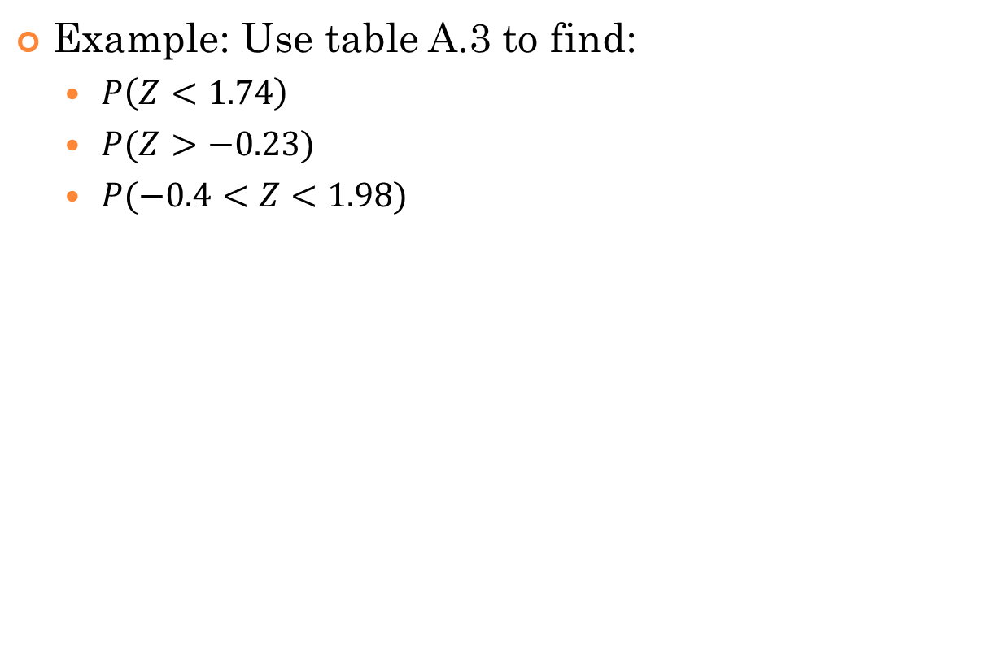 Example: Use table A.3 to find:
P(Z < 1.74)
P(Z > −0.23)
P(−0.4 < Z < 1.98)